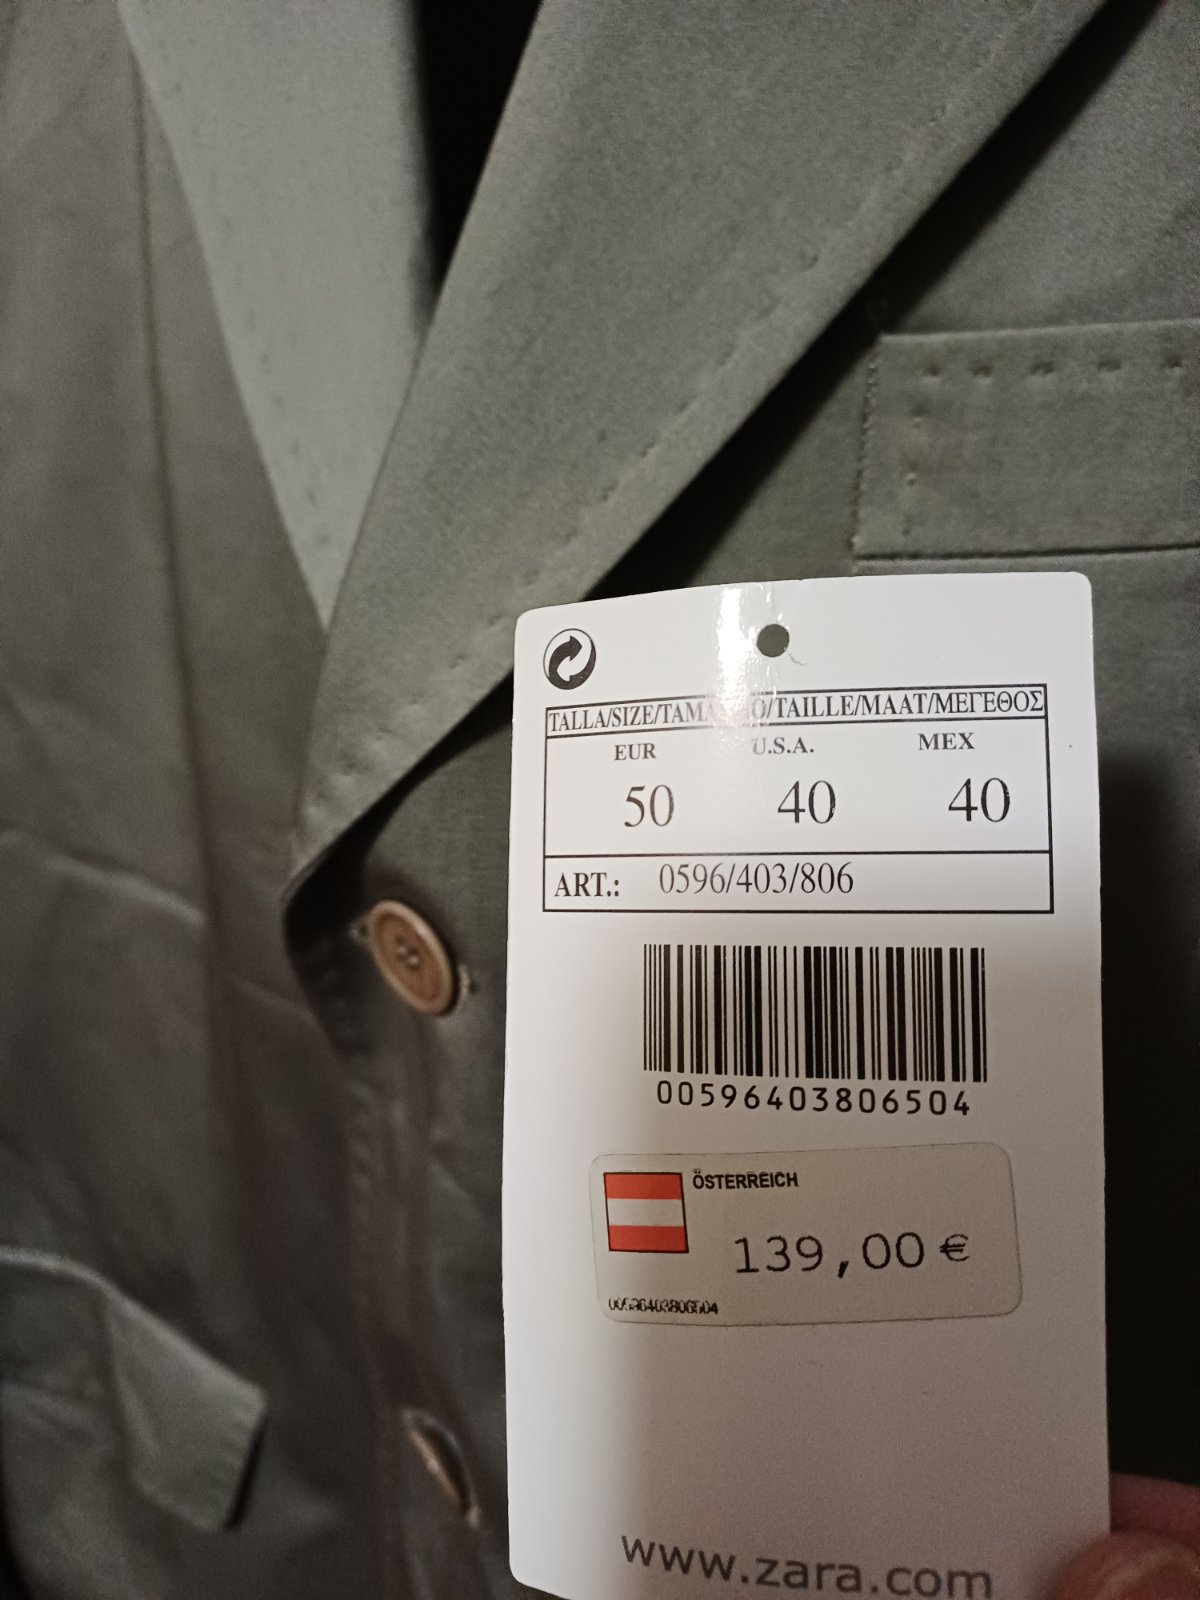 TALLA/SIZE/TAMA O/TAILLE/MAAT/ΜΕΓΕΘΟΣ
EUR U.S.A. MEX
50 40 40
ART.: 0596/403/806
00596403806504
ÖSTERREICH
139,00 €
00596403806504
www.zara.com